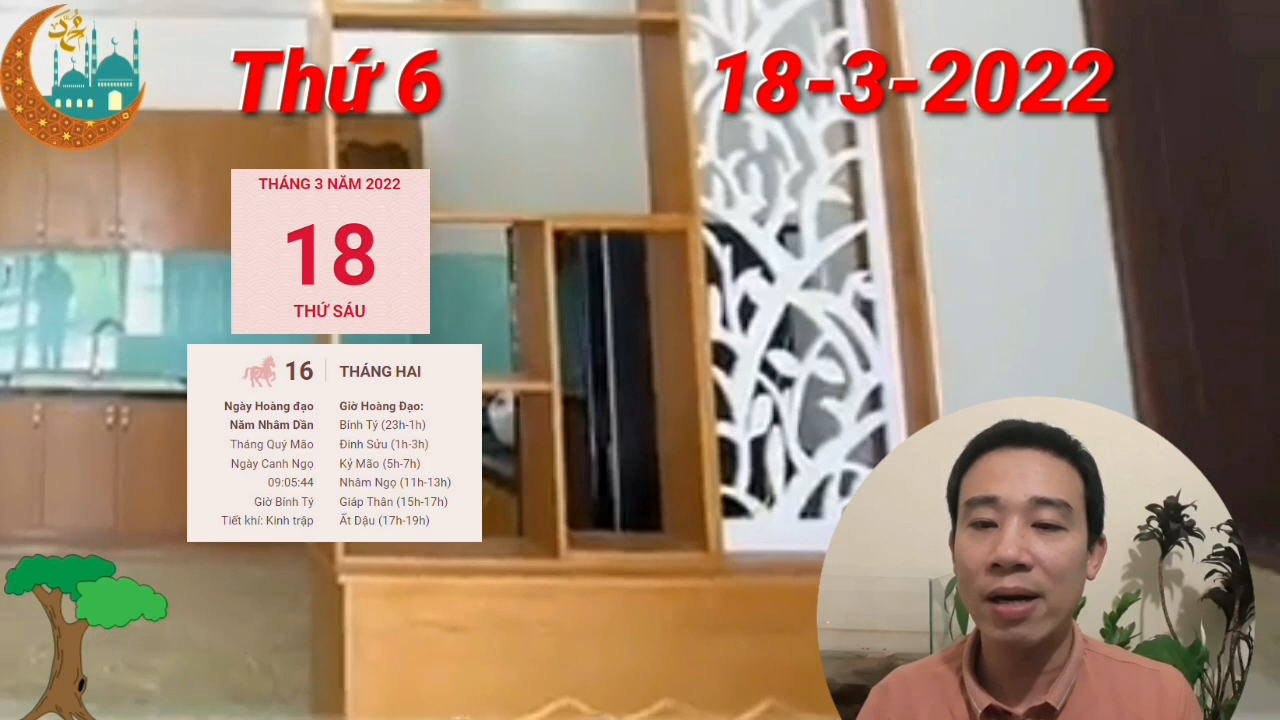 Thứ 6
18-3-2022
THÁNG 3 NĂM 2022
18
THỨ SÁU
16
THÁNG HAI
Ngày Hoàng đạo
Năm Nhâm Dần
Tháng Quý Mão
Ngày Canh Ngọ
09:05:44
Giờ Bính Tý
Tiết khí: Kinh trập
Giờ Hoàng Đạo:
Bính Tý (23h-1h)
Đinh Sửu (1h-3h)
Kỷ Mão (5h-7h)
Nhâm Ngọ (11h-13h)
Giáp Thân (15h-17h)
Ất Dậu (17h-19h)